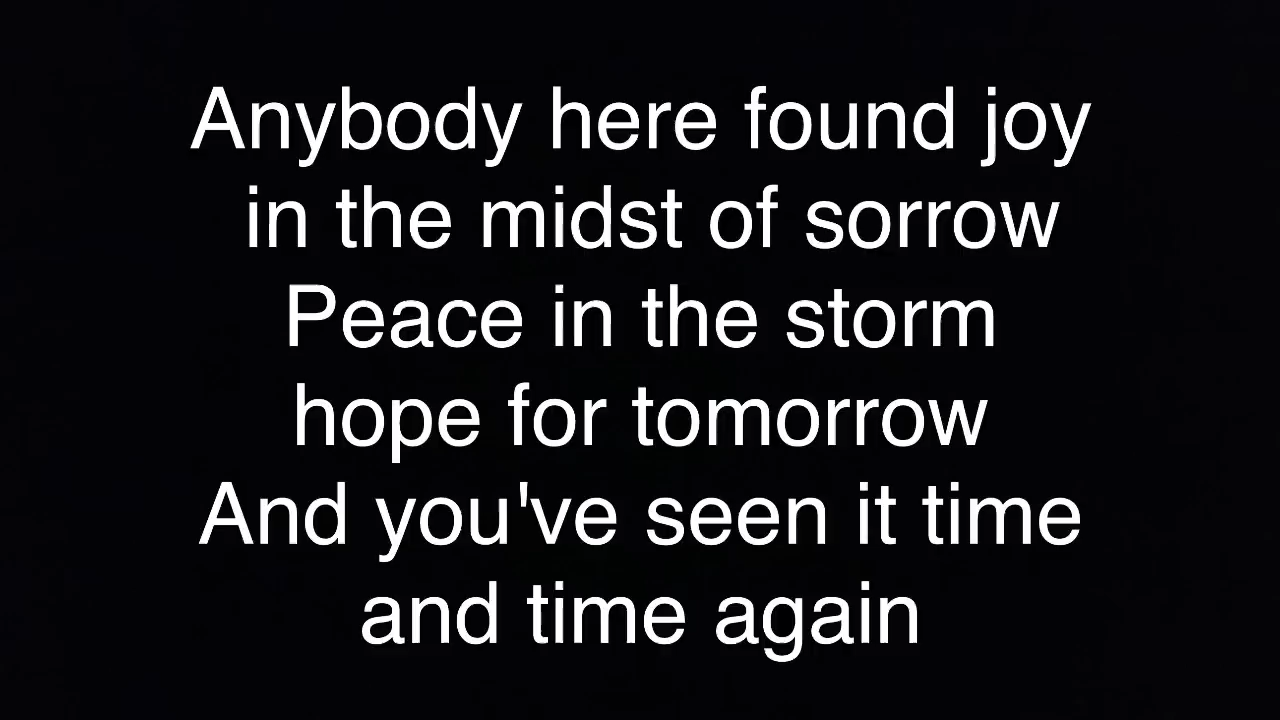 Anybody here found joy
in the midst of sorrow
Peace in the storm
hope for tomorrow
And you've seen it time
and time again